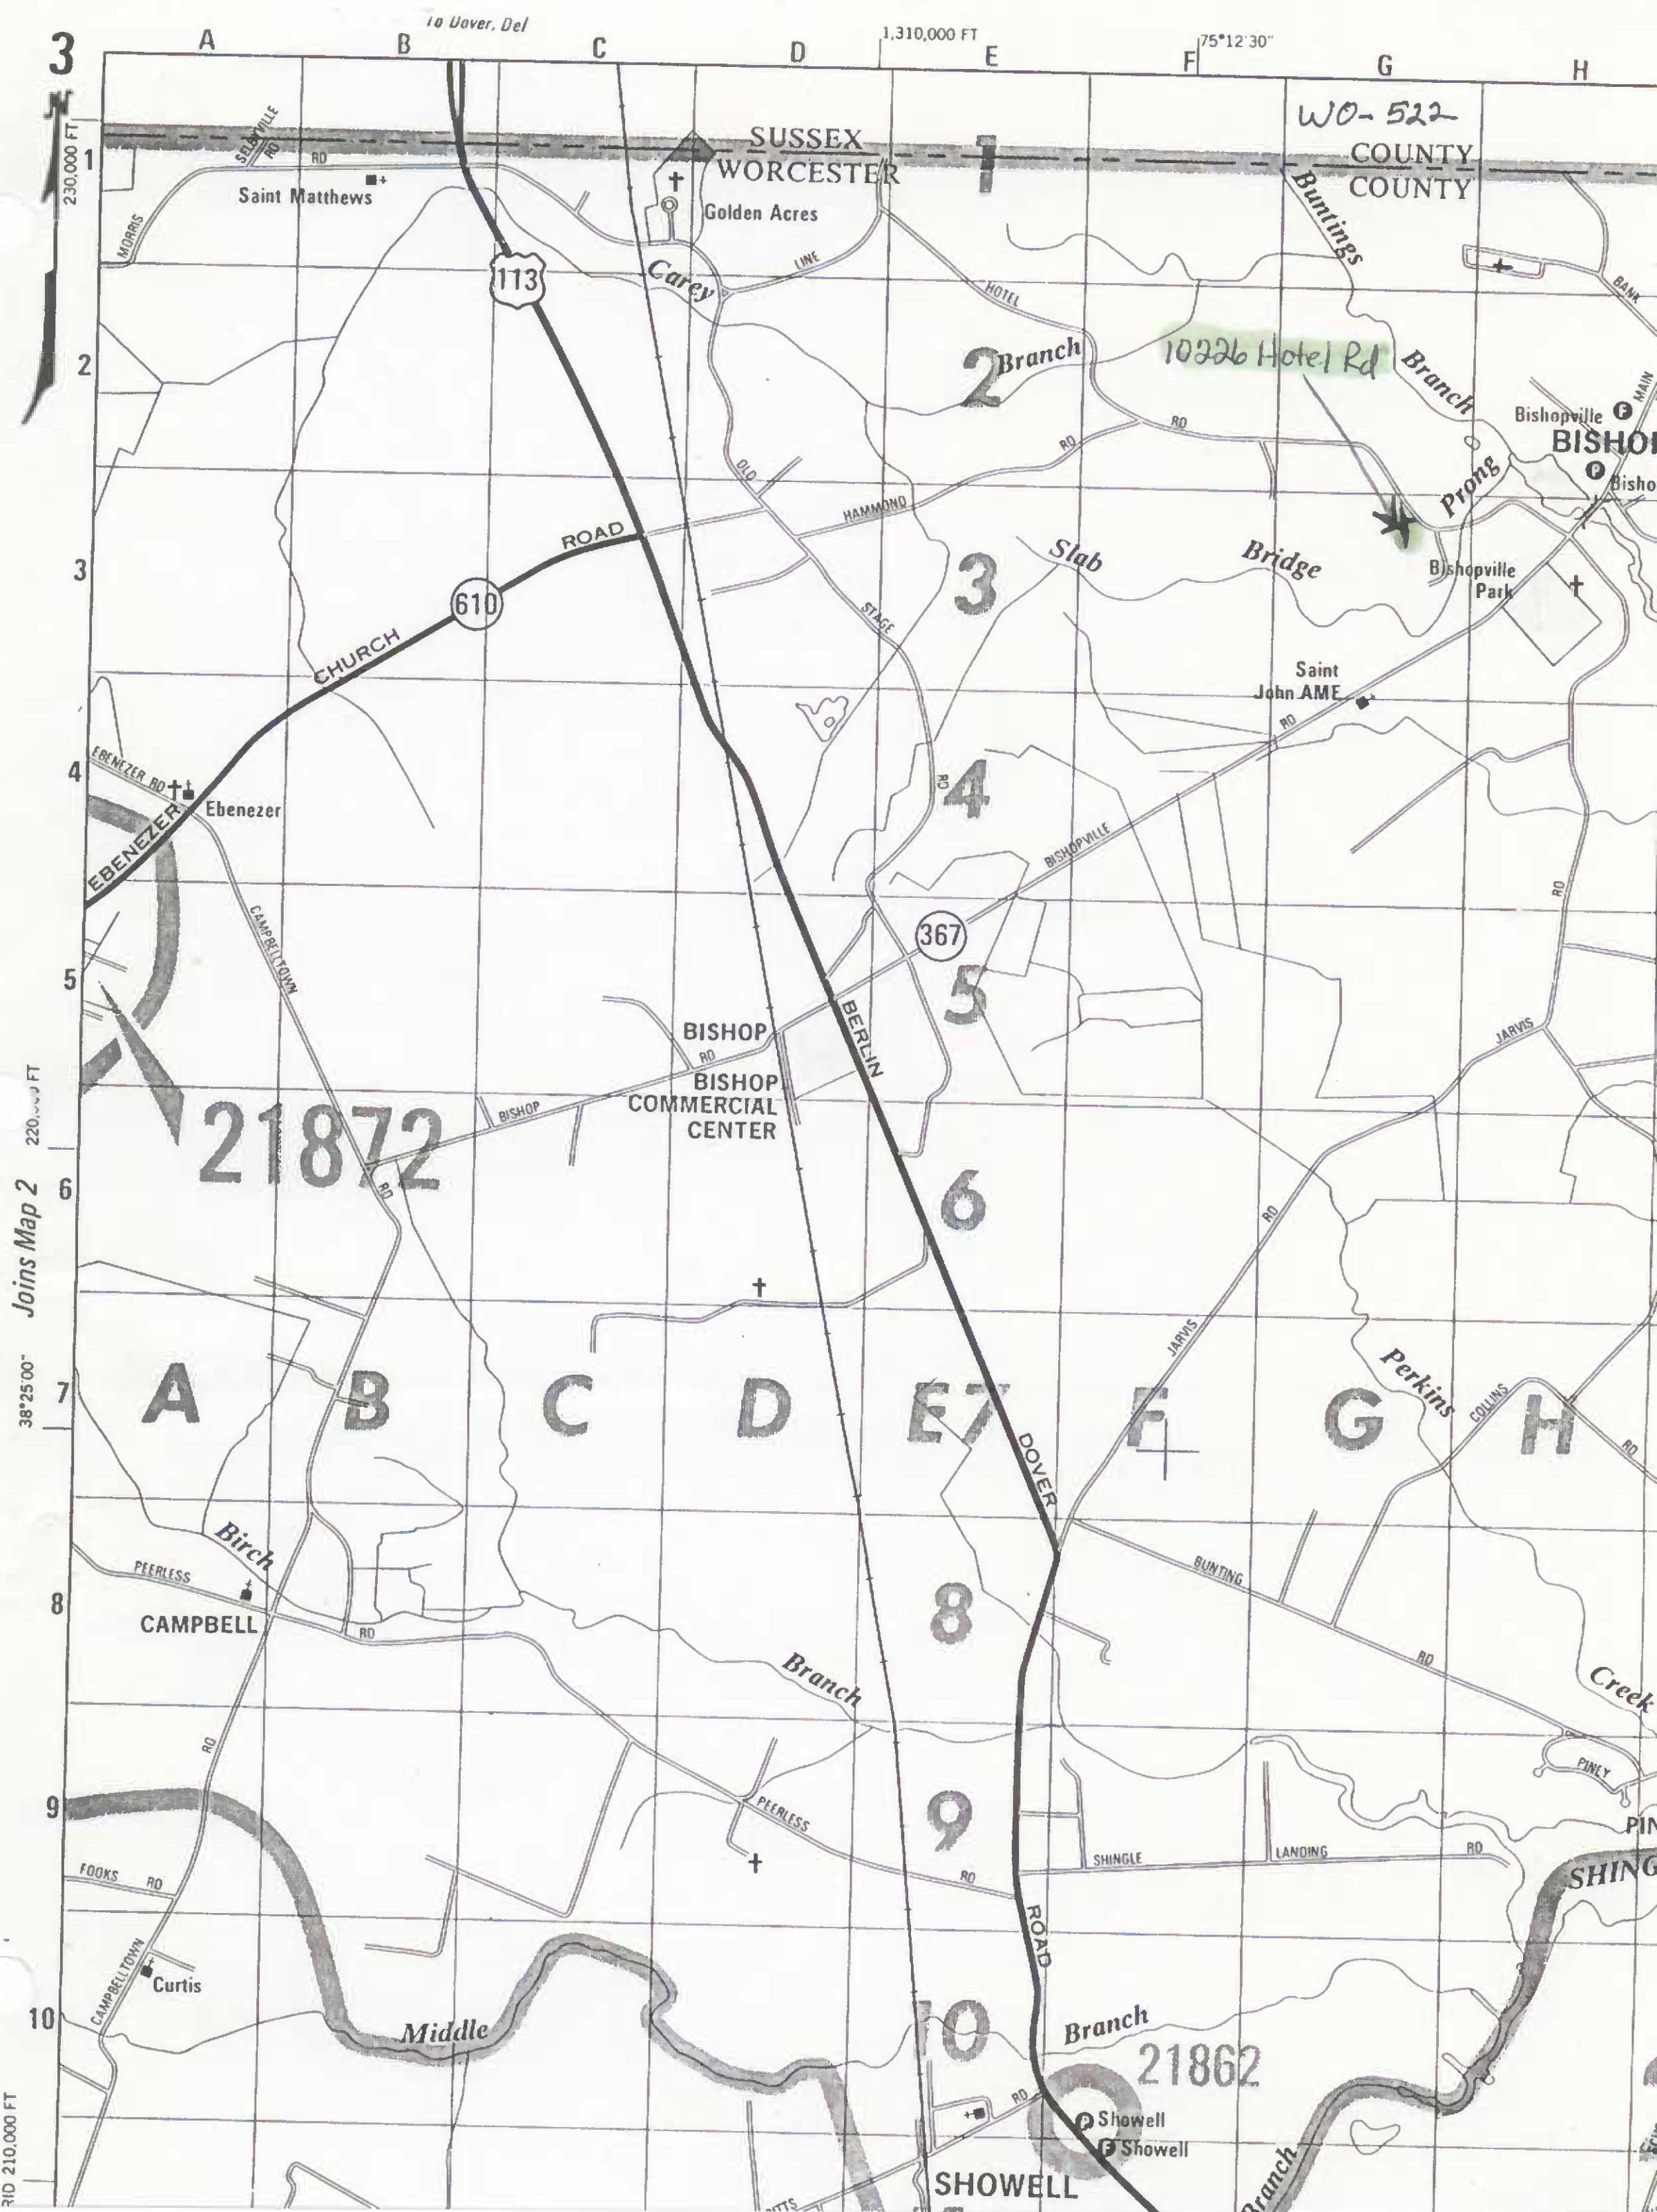 3
To Dover, Del
A
B
C
D
1,310,000 FT
E
F
75°12'30"
G
H
N
WO-522
230,000 FT
1
SELBYVILLE
RD
RD
SUSSEX
WORCESTER
1
COUNTY
COUNTY
Saint Matthews
MORRIS
Golden Acres
Buntings
113
Carey
LINE
HOTEL
BANK
2
2
Branch
10226 Hotel Rd
Branch
MAIN
Bishopville
F
BISHOP
P
Bisho
OLD
RD
RD
Prong
HAMMOND
ROAD
3
3
Slab
Bridge
Bishopville
Park
610
STAGE
CHURCH
Saint
John AME
RD
4
EBENEZER RD
Ebenezer
EBENEZER
RD
4
BISHOPVILLE
RD
CAMPBELLTOWN
367
5
5
BERLIN
JARVIS
BISHOP
RD
BISHOP
COMMERCIAL
CENTER
BISHOP
21872
RD
Joins Map 2
6
6
RD
38°25'00"
7
JARVIS
Perkins
COLLINS
A
B
C
D
E
7
F
G
H
RD
DOVER
Birch
PEERLESS
BUNTING
8
8
CAMPBELL
RD
RD
Branch
Creek
RD
PINEY
9
9
PEERLESS
PIN
FOOKS
RD
RD
SHINGLE
LANDING
RD
SHING
ROAD
CAMPBELLTOWN
Curtis
10
10
Middle
Branch
21862
RD
P
Showell
F
Showell
210,000 FT
SHOWELL
Branch